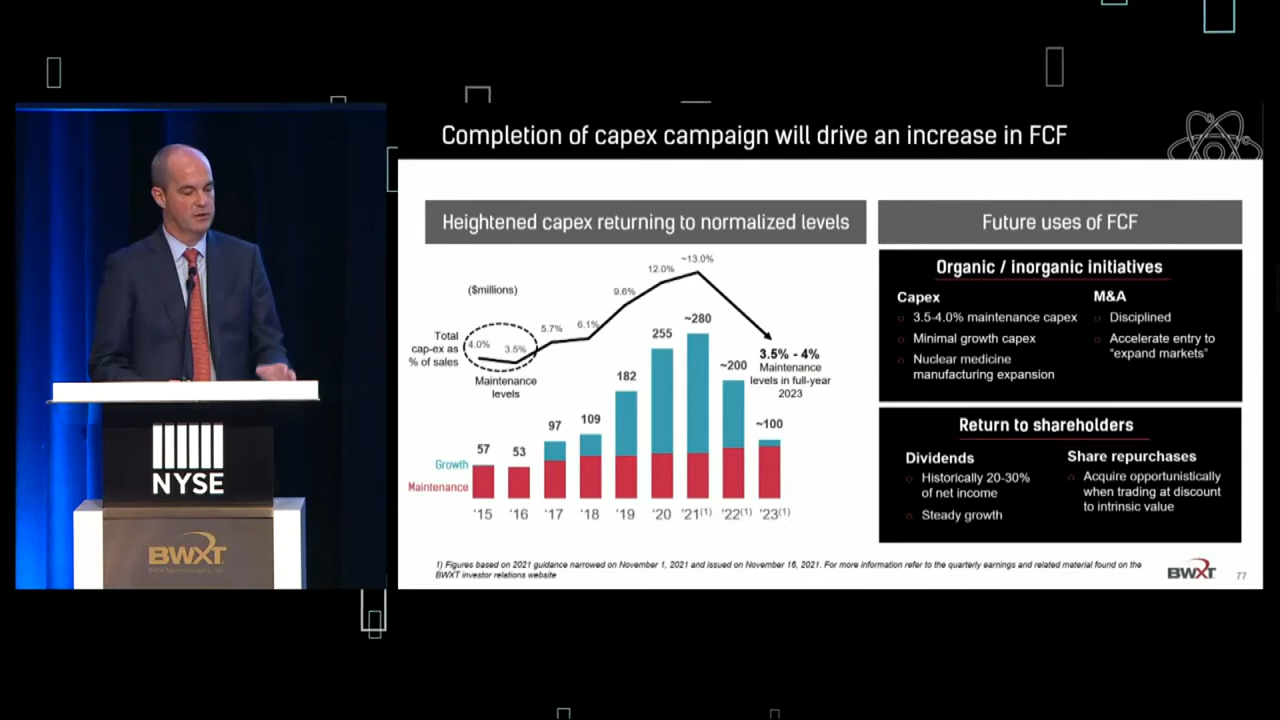 Completion of capex campaign will drive an increase in FCF
Heightened capex returning to normalized levels
($millions)
Total
cap-ex as
% of sales
4.0%
3.5%
5.7%
6.1%
9.6%
12.0%
~13.0%
Maintenance
levels
3.5% - 4%
Maintenance
levels in full-year
2023
57
53
97
109
182
255
~280
~200
~100
Growth
Maintenance
'15
'16
'17
'18
'19
'20
'21(1)
'22(1)
'23(1)
Future uses of FCF
Organic / inorganic initiatives
Capex
3.5-4.0% maintenance capex
Minimal growth capex
Nuclear medicine
manufacturing expansion
M&A
Disciplined
Accelerate entry to
"expand markets"
Return to shareholders
Dividends
Historically 20-30%
of net income
Steady growth
Share repurchases
Acquire opportunistically
when trading at discount
to intrinsic value
1) Figures based on 2021 guidance narrowed on November 1, 2021 and issued on November 16, 2021. For more information refer to the quarterly earnings and related material found on the
BWXT investor relations website
BWXT
77
NYSE
BWXT